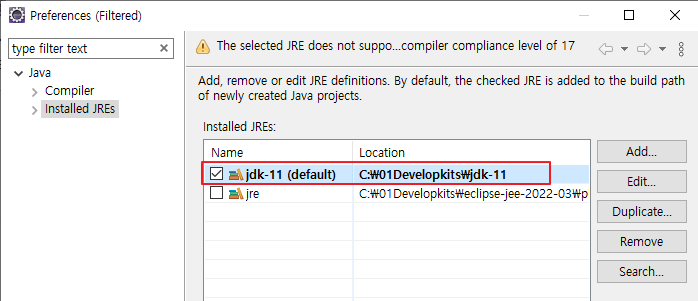 Preferences (Filtered)
type filter text
Java
Compiler
Installed JREs
The selected JRE does not suppo...compiler compliance level of 17
Add, remove or edit JRE definitions. By default, the checked JRE is added to the build path
of newly created Java projects.
Installed JREs:
Name Location
jdk-11 (default) C:₩01Developkits₩jdk-11
jre C:₩01Developkits₩eclipse-jee-2022-03₩p
Add...
Edit...
Duplicate...
Remove
Search...